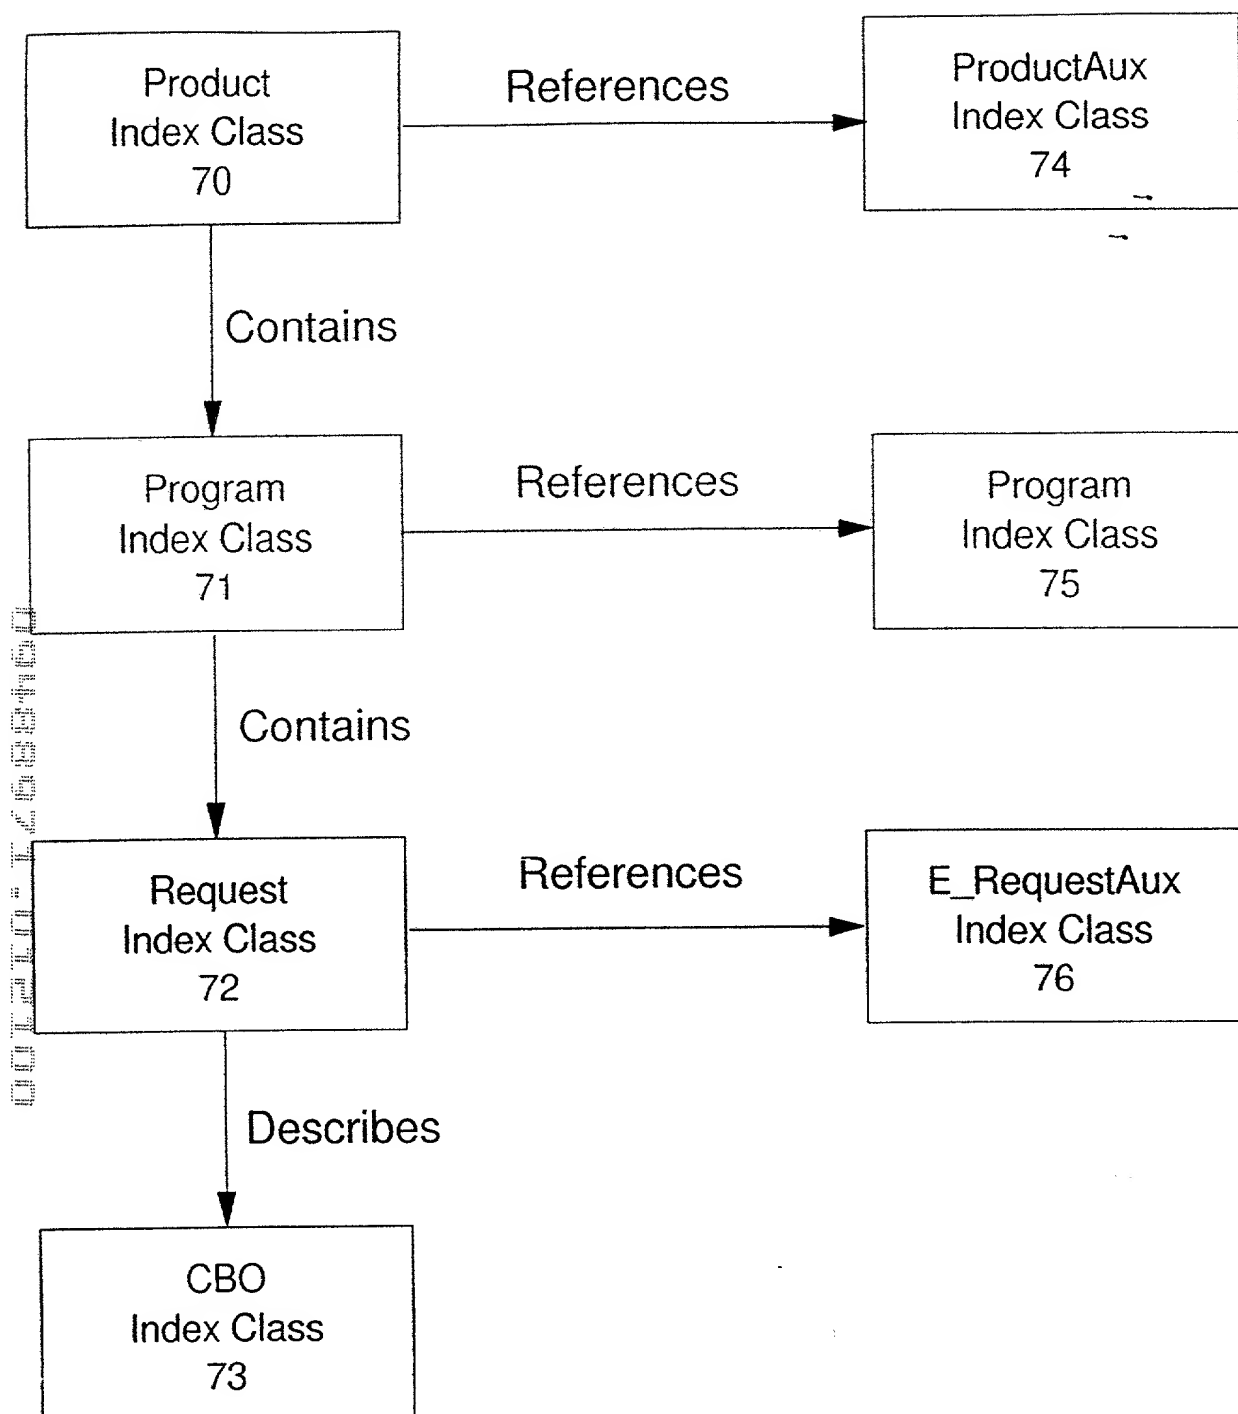 Product
Index Class
70
References
ProductAux
Index Class
74
Contains
Program
Index Class
71
References
Program
Index Class
75
Contains
Request
Index Class
72
References
E_RequestAux
Index Class
76
Describes
CBO
Index Class
73